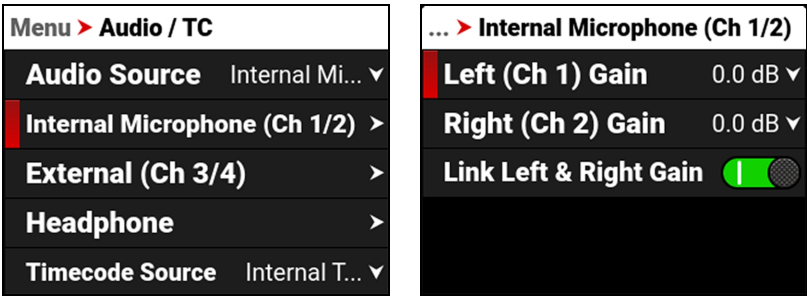 Menu ➤ Audio / TC
Audio Source Internal Mi...
Internal Microphone (Ch 1/2)
External (Ch 3/4)
Headphone
Timecode Source Internal T...
... ➤ Internal Microphone (Ch 1/2)
Left (Ch 1) Gain 0.0 dB
Right (Ch 2) Gain 0.0 dB
Link Left & Right Gain